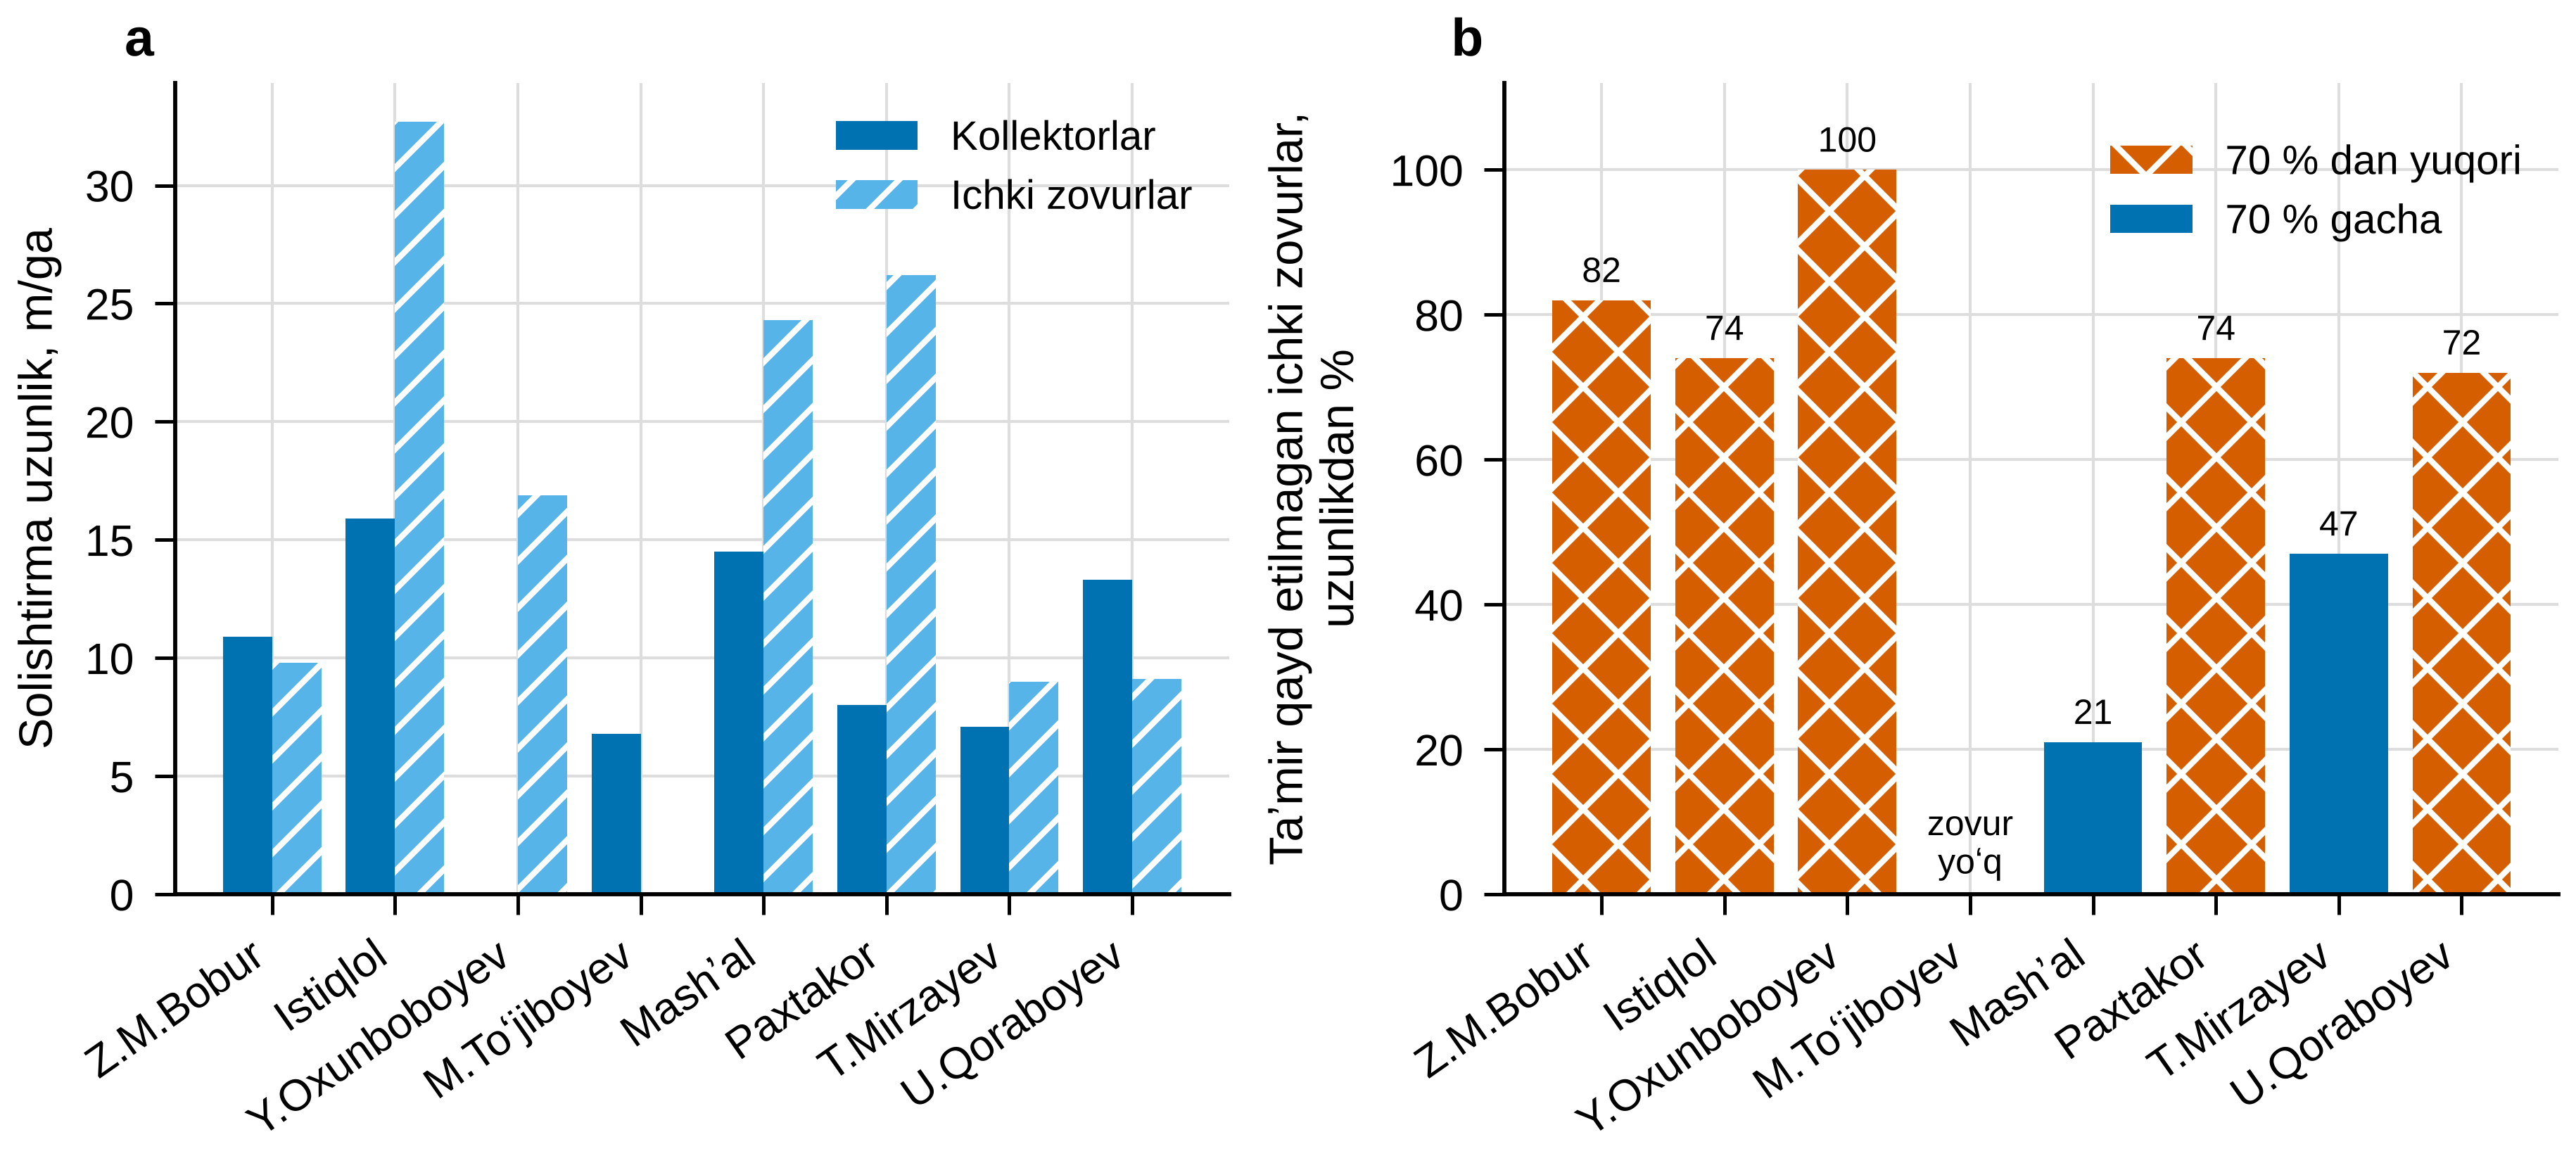 a
Solishtirma uzunlik, m/ga
30
25
20
15
10
5
0
Kollektorlar
Ichki zovurlar
Z.M.Bobur
Istiqlol
Y.Oxunboboyev
M.To‘jiboyev
Mash’al
Paxtakor
T.Mirzayev
U.Qoraboyev
b
Ta’mir qayd etilmagan ichki zovurlar,
uzunlikdan %
100
80
60
40
20
0
70 % dan yuqori
70 % gacha
82
74
100
zovur
yo‘q
21
74
47
72
Z.M.Bobur
Istiqlol
Y.Oxunboboyev
M.To‘jiboyev
Mash’al
Paxtakor
T.Mirzayev
U.Qoraboyev